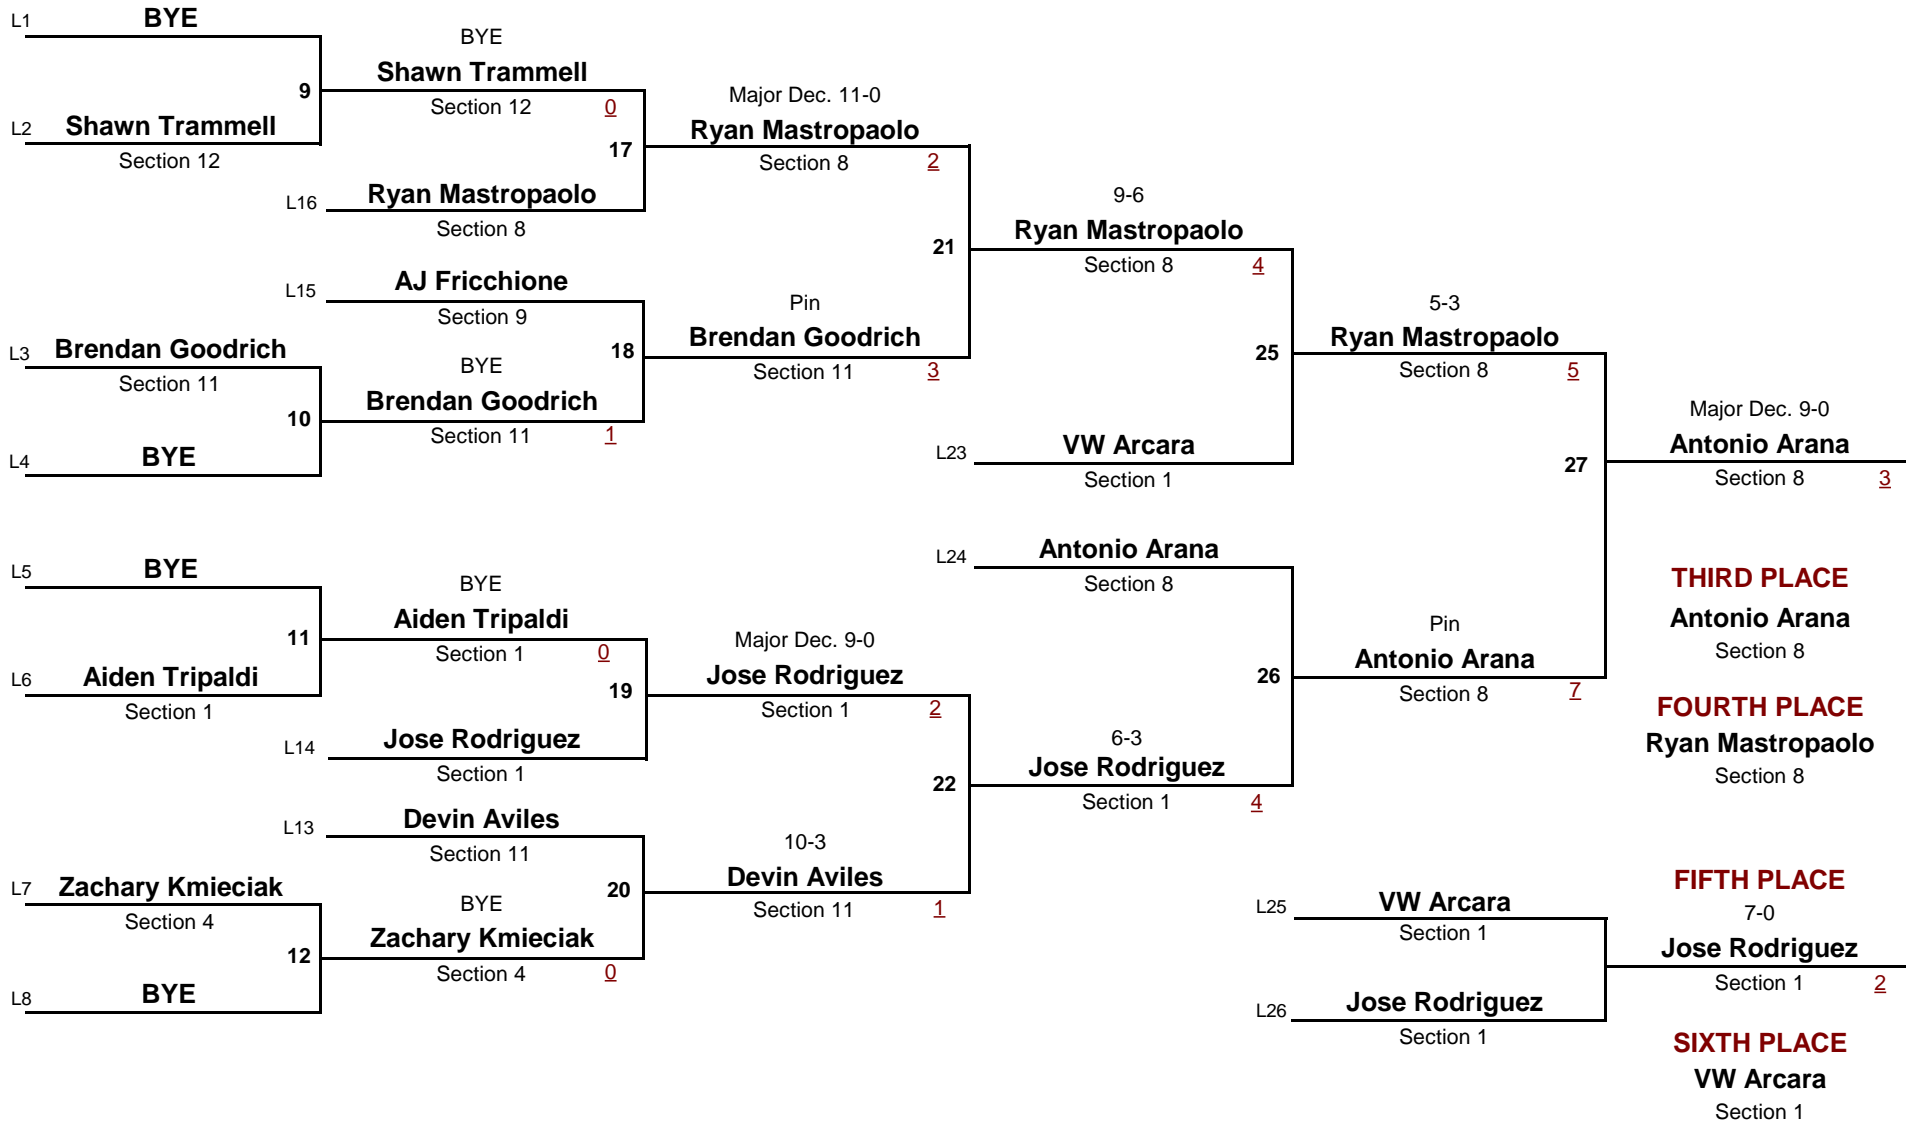 L1 BYE
9
L2 Shawn Trammell
Section 12
BYE
Shawn Trammell
Section 12 0
17
L16 Ryan Mastropaolo
Section 8
L15 AJ Fricchione
Section 9
18
L3 Brendan Goodrich
Section 11
10
L4 BYE
BYE
Brendan Goodrich
Section 11 1
Major Dec. 11-0
Ryan Mastropaolo
Section 8 2
21
Pin
Brendan Goodrich
Section 11 3
9-6
Ryan Mastropaolo
Section 8 4
25
L23 VW Arcara
Section 1
5-3
Ryan Mastropaolo
Section 8 5
27
Major Dec. 9-0
Antonio Arana
Section 8 3
L5 BYE
11
L6 Aiden Tripaldi
Section 1
BYE
Aiden Tripaldi
Section 1 0
19
L14 Jose Rodriguez
Section 1
L13 Devin Aviles
Section 11
20
L7 Zachary Kmieciak
Section 4
12
L8 BYE
BYE
Zachary Kmieciak
Section 4 0
Major Dec. 9-0
Jose Rodriguez
Section 1 2
22
10-3
Devin Aviles
Section 11 1
L24 Antonio Arana
Section 8
26
6-3
Jose Rodriguez
Section 1 4
Pin
Antonio Arana
Section 8 7
THIRD PLACE
Antonio Arana
Section 8
FOURTH PLACE
Ryan Mastropaolo
Section 8
L25 VW Arcara
Section 1
L26 Jose Rodriguez
Section 1
FIFTH PLACE
7-0
Jose Rodriguez
Section 1 2
SIXTH PLACE
VW Arcara
Section 1